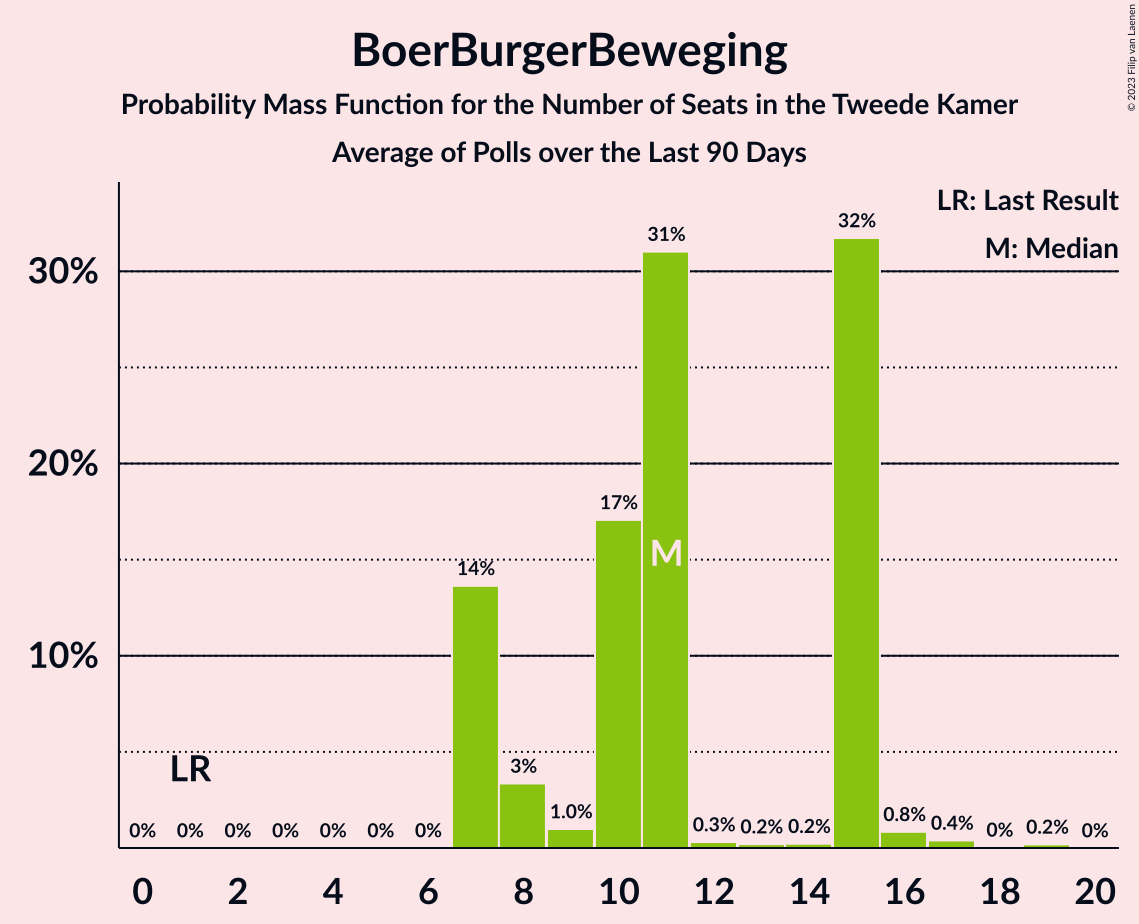 BoerBurgerBeweging
Probability Mass Function for the Number of Seats in the Tweede Kamer
Average of Polls over the Last 90 Days
© 2023 Filip van Laenen
LR: Last Result
M: Median
32%
31%
30%
20%
17%
M
14%
10%
LR
3%
1.0%
0% 0% 0% 0% 0% 0% 0% 0.3% 0.2% 0.2% 0.8% 0.4% 0% 0.2% 0%
0 2 4 6 8 10 12 14 16 18 20